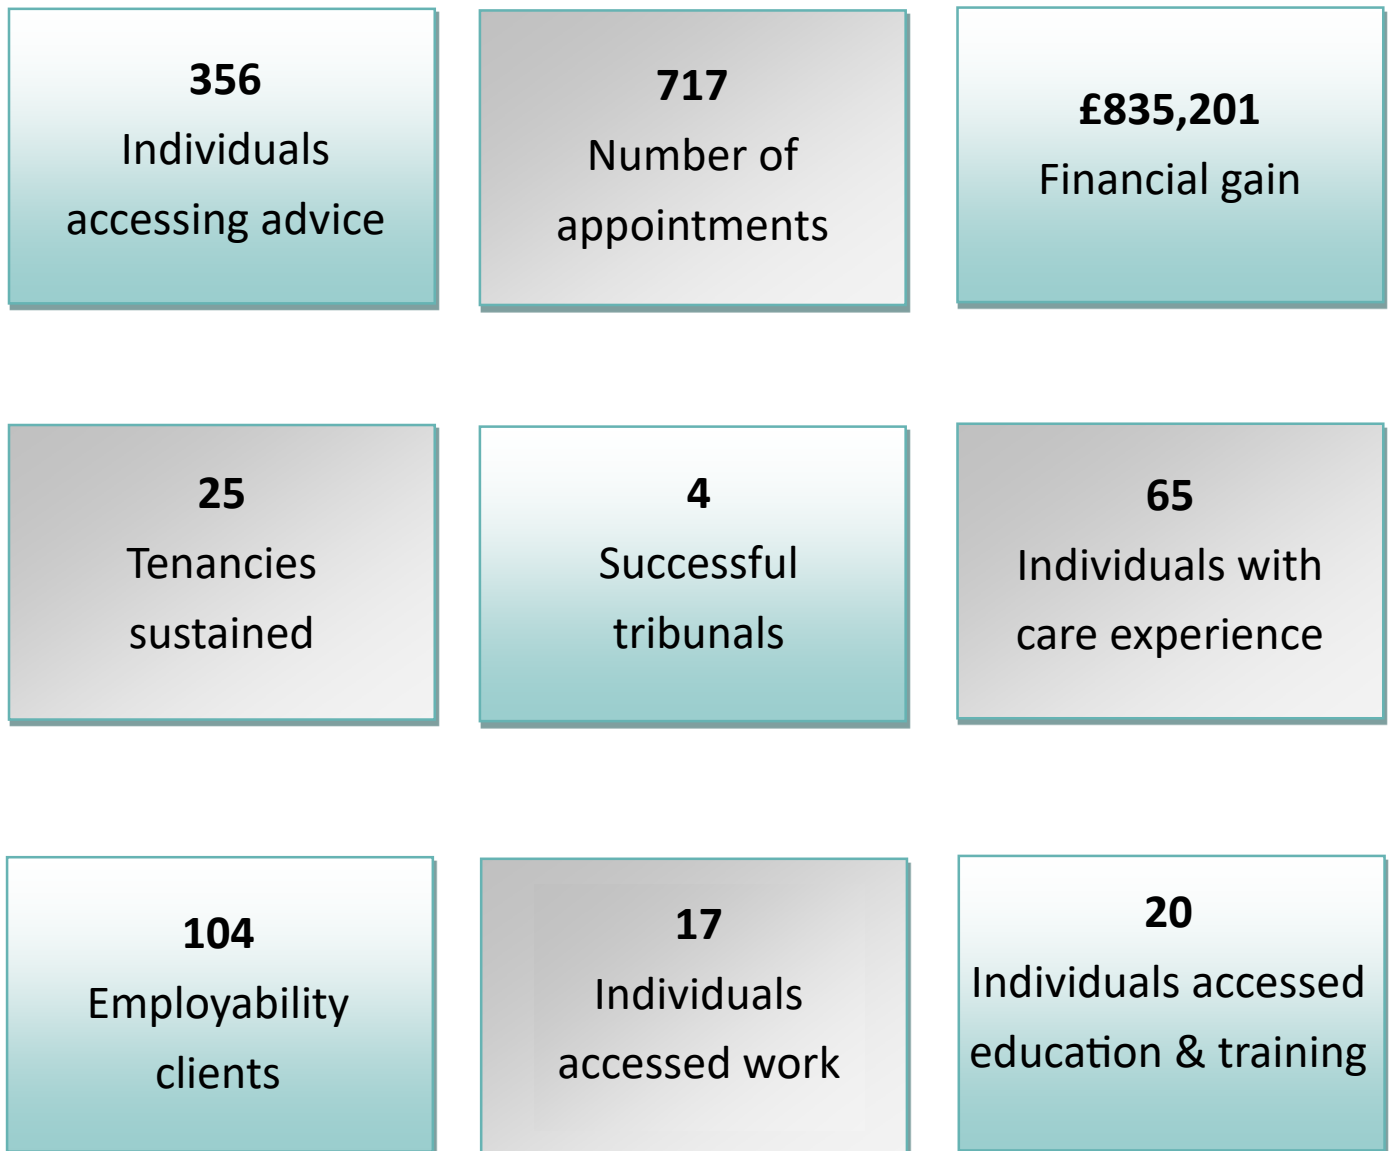 356
Individuals
accessing advice
717
Number of
appointments
£835,201
Financial gain
25
Tenancies
sustained
4
Successful
tribunals
65
Individuals with
care experience
104
Employability
clients
17
Individuals
accessed work
20
Individuals accessed
education & training